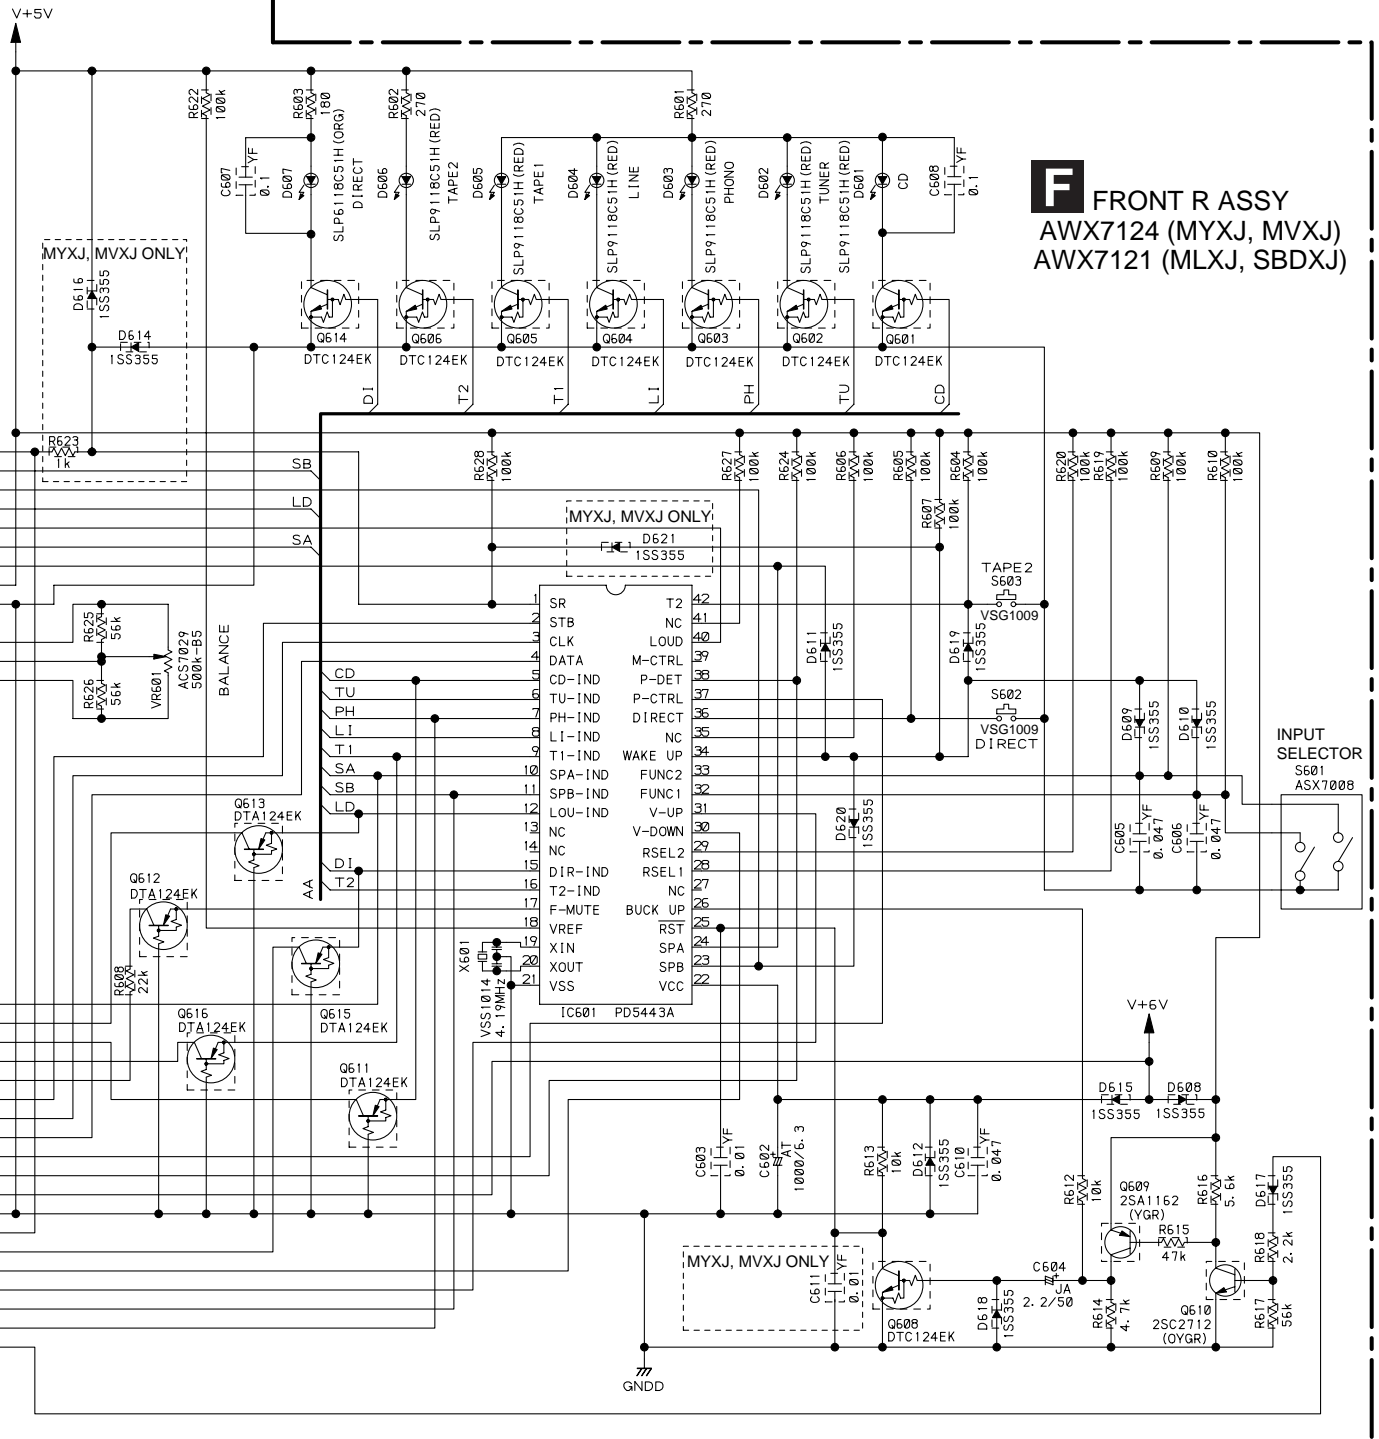 V+5V
R622
100k
R603
180
R602
270
R601
270
C607
YF
0.1
D607
SLP6118C51H (ORG)
DIRECT
D606
SLP9118C51H (RED)
TAPE2
D605
SLP9118C51H (RED)
TAPE1
D604
SLP9118C51H (RED)
LINE
D603
SLP9118C51H (RED)
PHONO
D602
SLP9118C51H (RED)
TUNER
D601
SLP9118C51H (RED)
CD
C608
YF
0.1
F FRONT R ASSY
AWX7124 (MYXJ, MVXJ)
AWX7121 (MLXJ, SBDXJ)
MYXJ, MVXJ ONLY
D616
1SS355
D614
1SS355
R623
1k
Q614
DTC124EK
Q606
DTC124EK
Q605
DTC124EK
Q604
DTC124EK
Q603
DTC124EK
Q602
DTC124EK
Q601
DTC124EK
DI
T2
T1
LI
PH
TU
CD
SB
LD
SA
R628
100k
R627
100k
R624
100k
R606
100k
R605
100k
R607
100k
R604
100k
R620
100k
R619
100k
R609
100k
R610
100k
MYXJ, MVXJ ONLY
D621
1SS355
TAPE2
S603
VSG1009
D611
1SS355
D619
1SS355
S602
VSG1009
DIRECT
D609
1SS355
D610
1SS355
INPUT
SELECTOR
S601
ASX7008
R625
56k
R626
56k
VR601
ACS7029
500k-B5
BALANCE
CD
TU
PH
LI
T1
SA
SB
LD
DI
T2
AA
1 SR
2 STB
3 CLK
4 DATA
5 CD-IND
6 TU-IND
7 PH-IND
8 LI-IND
9 T1-IND
10 SPA-IND
11 SPB-IND
12 LOU-IND
13 NC
14 NC
15 DIR-IND
16 T2-IND
17 F-MUTE
18 VREF
19 XIN
20 XOUT
21 VSS
T2 42
NC 41
LOUD 40
M-CTRL 39
P-DET 38
P-CTRL 37
DIRECT 36
NC 35
WAKE UP 34
FUNC2 33
FUNC1 32
V-UP 31
V-DOWN 30
RSEL2 29
RSEL1 28
NC 27
BUCK UP 26
RST 25
SPA 24
SPB 23
VCC 22
IC601 PD5443A
D620
1SS355
C605
YF
0.047
C606
YF
0.047
Q613
DTA124EK
Q612
DTA124EK
R608
22k
Q616
DTA124EK
Q615
DTA124EK
Q611
DTA124EK
X601
VSS1014
4.19MHz
V+6V
D615
1SS355
D608
1SS355
C603
YF
0.01
C602
AT
1000/6.3
R613
10k
D612
1SS355
C610
YF
0.047
R612
10k
Q609
2SA1162
(YGR)
R615
47k
R616
5.6k
D617
1SS355
R618
2.2k
MYXJ, MVXJ ONLY
C611
YF
0.01
Q608
DTC124EK
D618
1SS355
C604
JA
2.2/50
R614
4.7k
Q610
2SC2712
(OYGR)
R617
56k
GNDD